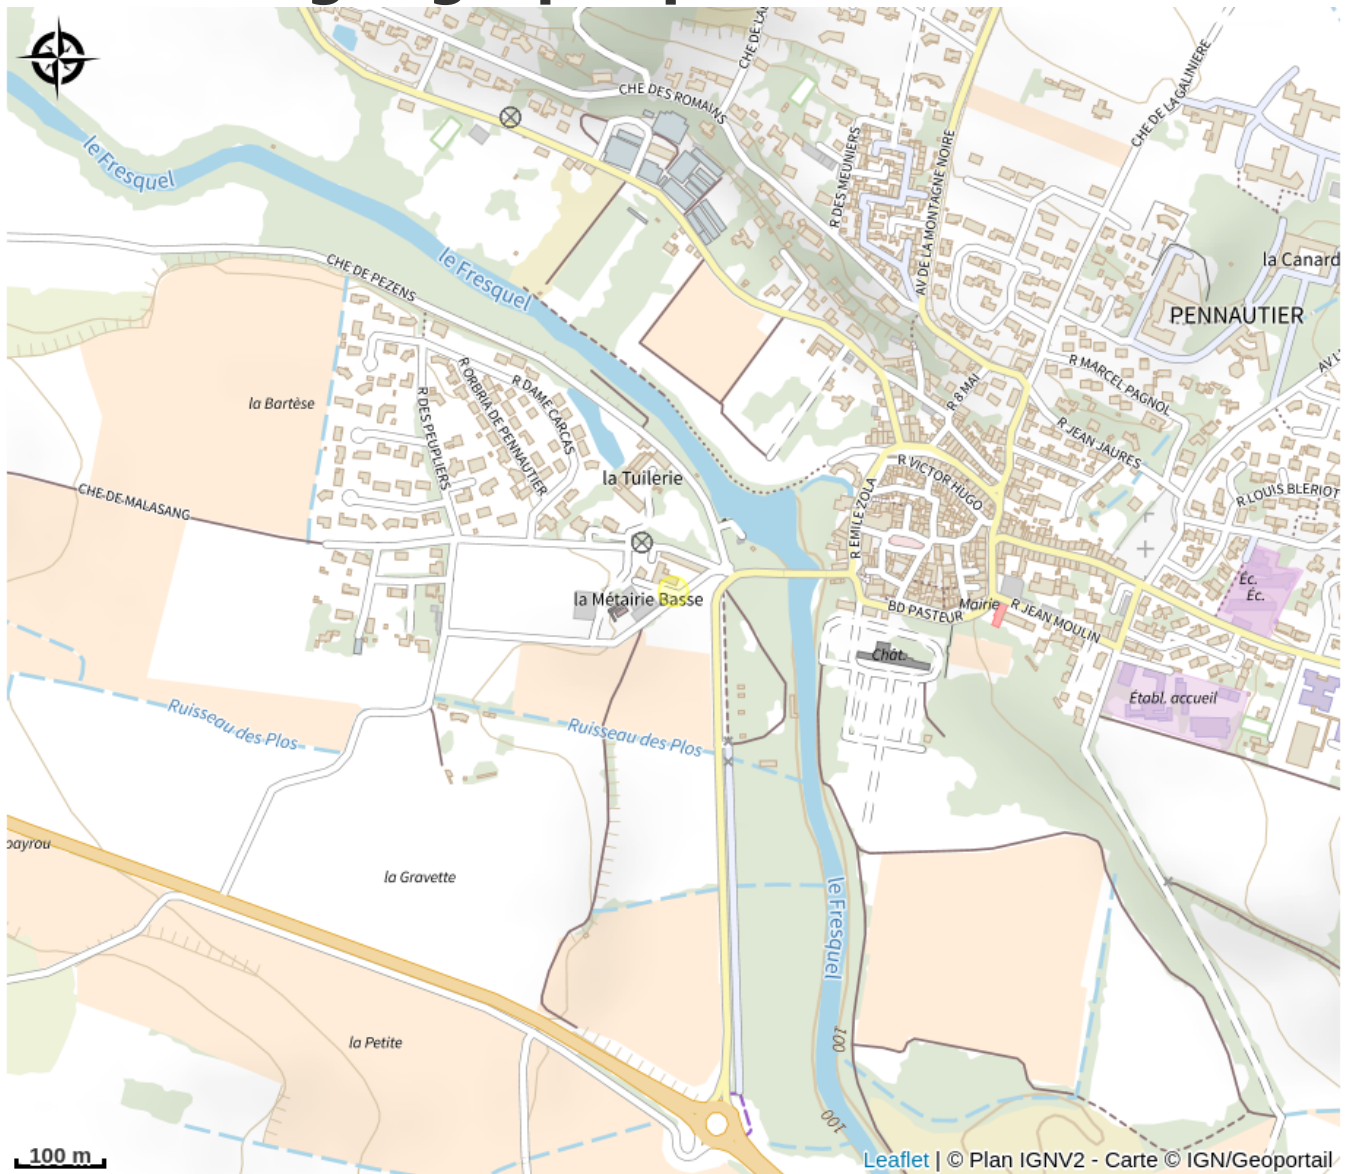 CHE DES ROMAINS
CHE DE LA GALINIERE
le Fresquel
R DES MEUNIERS
AV DE LA MONTAGNE NOIRE
la Canard
CHE DE PEZENS
le Fresquel
PENNAUTIER
R MARCEL PAGNOL
R 8 MAI
R ORBRIA DE PENNAUTIER
R DAME CARCAS
la Bartèse
R DES PEUPLIERS
R JEAN JAURES
R VICTOR HUGO
la Tuilerie
R LOUIS BLERIOT
CHE DE MALASANG
R EMILE ZOLA
Éc.
Éc.
la Métairie Basse
BD PASTEUR
Mairie
R JEAN MOULIN
Chât.
Établ. accueil
Ruisseau des Plos
Ruisseau des Plos
payrou
la Gravette
le Fresquel
la Petite
100
100
100 m
Leaflet | © Plan IGNV2 - Carte © IGN/Geoportail